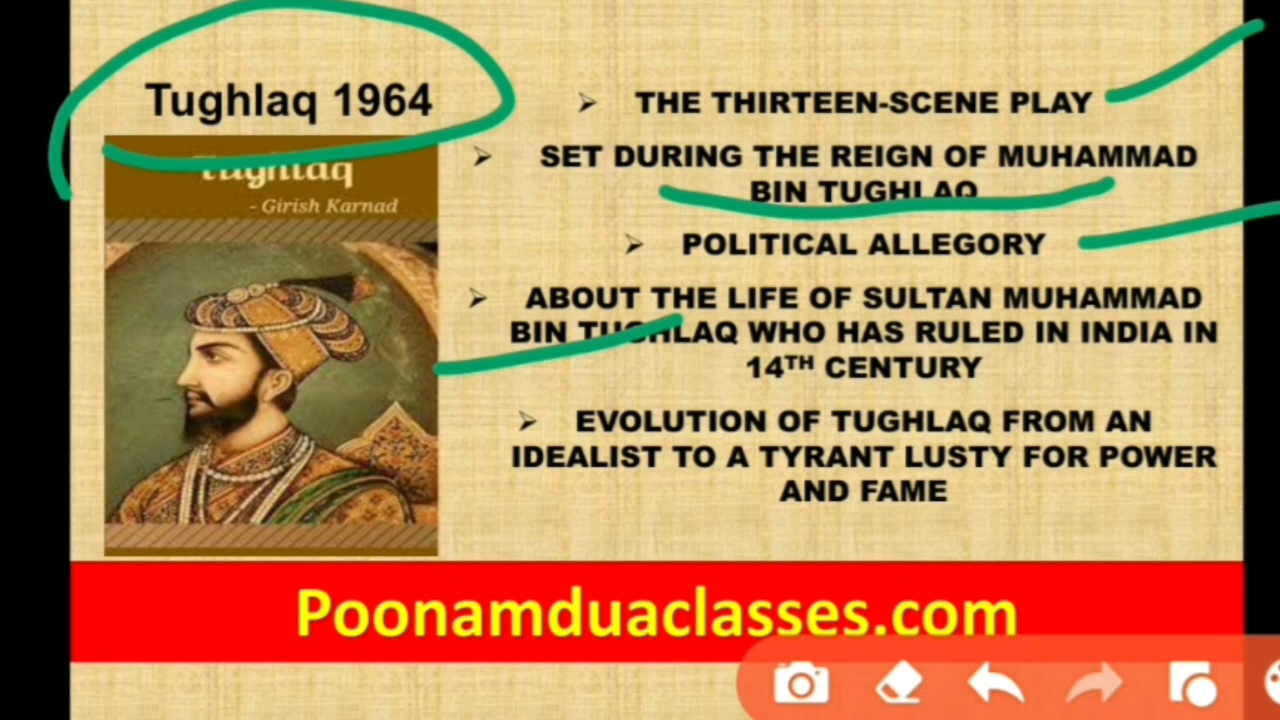 Tughlaq 1964
Tughlaq
- Girish Karnad
THE THIRTEEN-SCENE PLAY
SET DURING THE REIGN OF MUHAMMAD
BIN TUGHLAQ
POLITICAL ALLEGORY
ABOUT THE LIFE OF SULTAN MUHAMMAD
BIN TUGHLAQ WHO HAS RULED IN INDIA IN
14TH CENTURY
EVOLUTION OF TUGHLAQ FROM AN
IDEALIST TO A TYRANT LUSTY FOR POWER
AND FAME
Poonamduaclasses.com